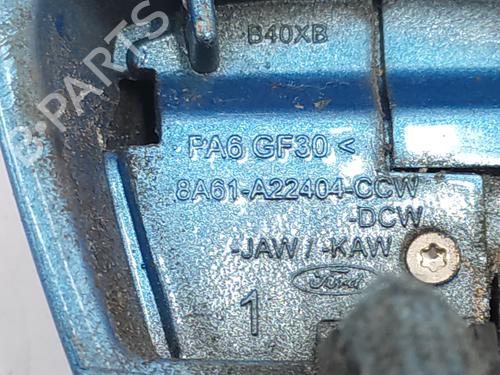 B40XB
PA6 GF30 <
8A61-A22404-CCW
-DCW
-JAW / -KAW
Ford
1
B-PARTS